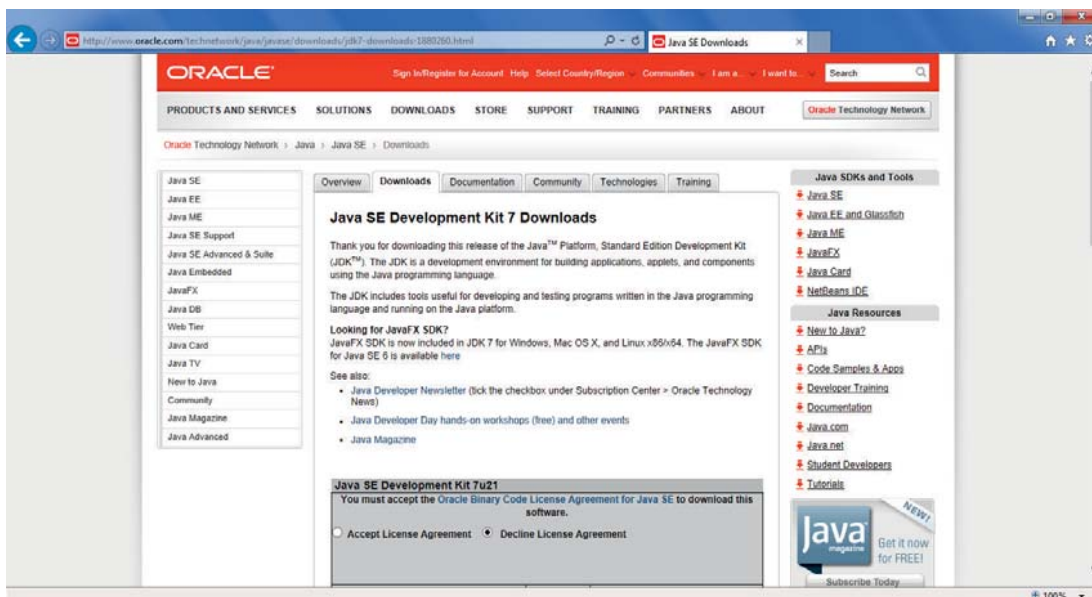 http://www.oracle.com/technetwork/java/javase/downloads/jdk7-downloads-1880260.html
Java SE Downloads
ORACLE
Sign In/Register for Account Help Select Country/Region Communities I am a... I want to... Search
PRODUCTS AND SERVICES SOLUTIONS DOWNLOADS STORE SUPPORT TRAINING PARTNERS ABOUT Oracle Technology Network
Oracle Technology Network > Java > Java SE > Downloads
Java SE
Java EE
Java ME
Java SE Support
Java SE Advanced & Suite
Java Embedded
JavaFX
Java DB
Web Tier
Java Card
Java TV
New to Java
Community
Java Magazine
Java Advanced
Overview Downloads Documentation Community Technologies Training
Java SE Development Kit 7 Downloads
Thank you for downloading this release of the Java™ Platform, Standard Edition Development Kit
(JDK™). The JDK is a development environment for building applications, applets, and components
using the Java programming language.
The JDK includes tools useful for developing and testing programs written in the Java programming
language and running on the Java platform.
Looking for JavaFX SDK?
JavaFX SDK is now included in JDK 7 for Windows, Mac OS X, and Linux x86/x64. The JavaFX SDK
for Java SE 6 is available here
See also:
• Java Developer Newsletter (tick the checkbox under Subscription Center > Oracle Technology
News)
• Java Developer Day hands-on workshops (free) and other events
• Java Magazine
Java SE Development Kit 7u21
You must accept the Oracle Binary Code License Agreement for Java SE to download this
software.
Accept License Agreement Decline License Agreement
Java SDKs and Tools
Java SE
Java EE and Glassfish
Java ME
JavaFX
Java Card
NetBeans IDE
Java Resources
New to Java?
APIs
Code Samples & Apps
Developer Training
Documentation
Java.com
Java.net
Student Developers
Tutorials
NEW!
Java
magazine
Get it now
for FREE!
Subscribe Today
100%